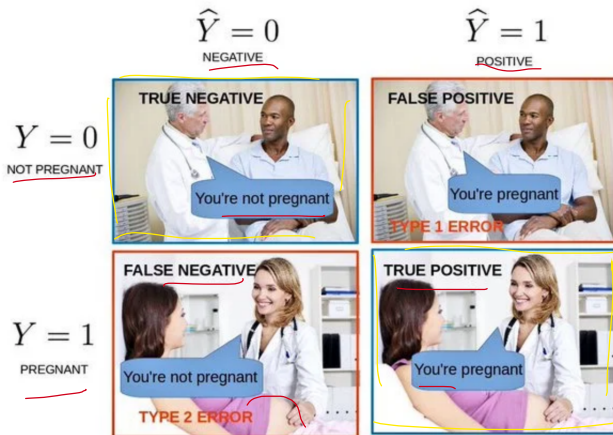 Ŷ = 0
NEGATIVE
Ŷ = 1
POSITIVE
Y = 0
NOT PREGNANT
TRUE NEGATIVE
You're not pregnant
FALSE POSITIVE
You're pregnant
TYPE 1 ERROR
Y = 1
PREGNANT
FALSE NEGATIVE
You're not pregnant
TYPE 2 ERROR
TRUE POSITIVE
You're pregnant